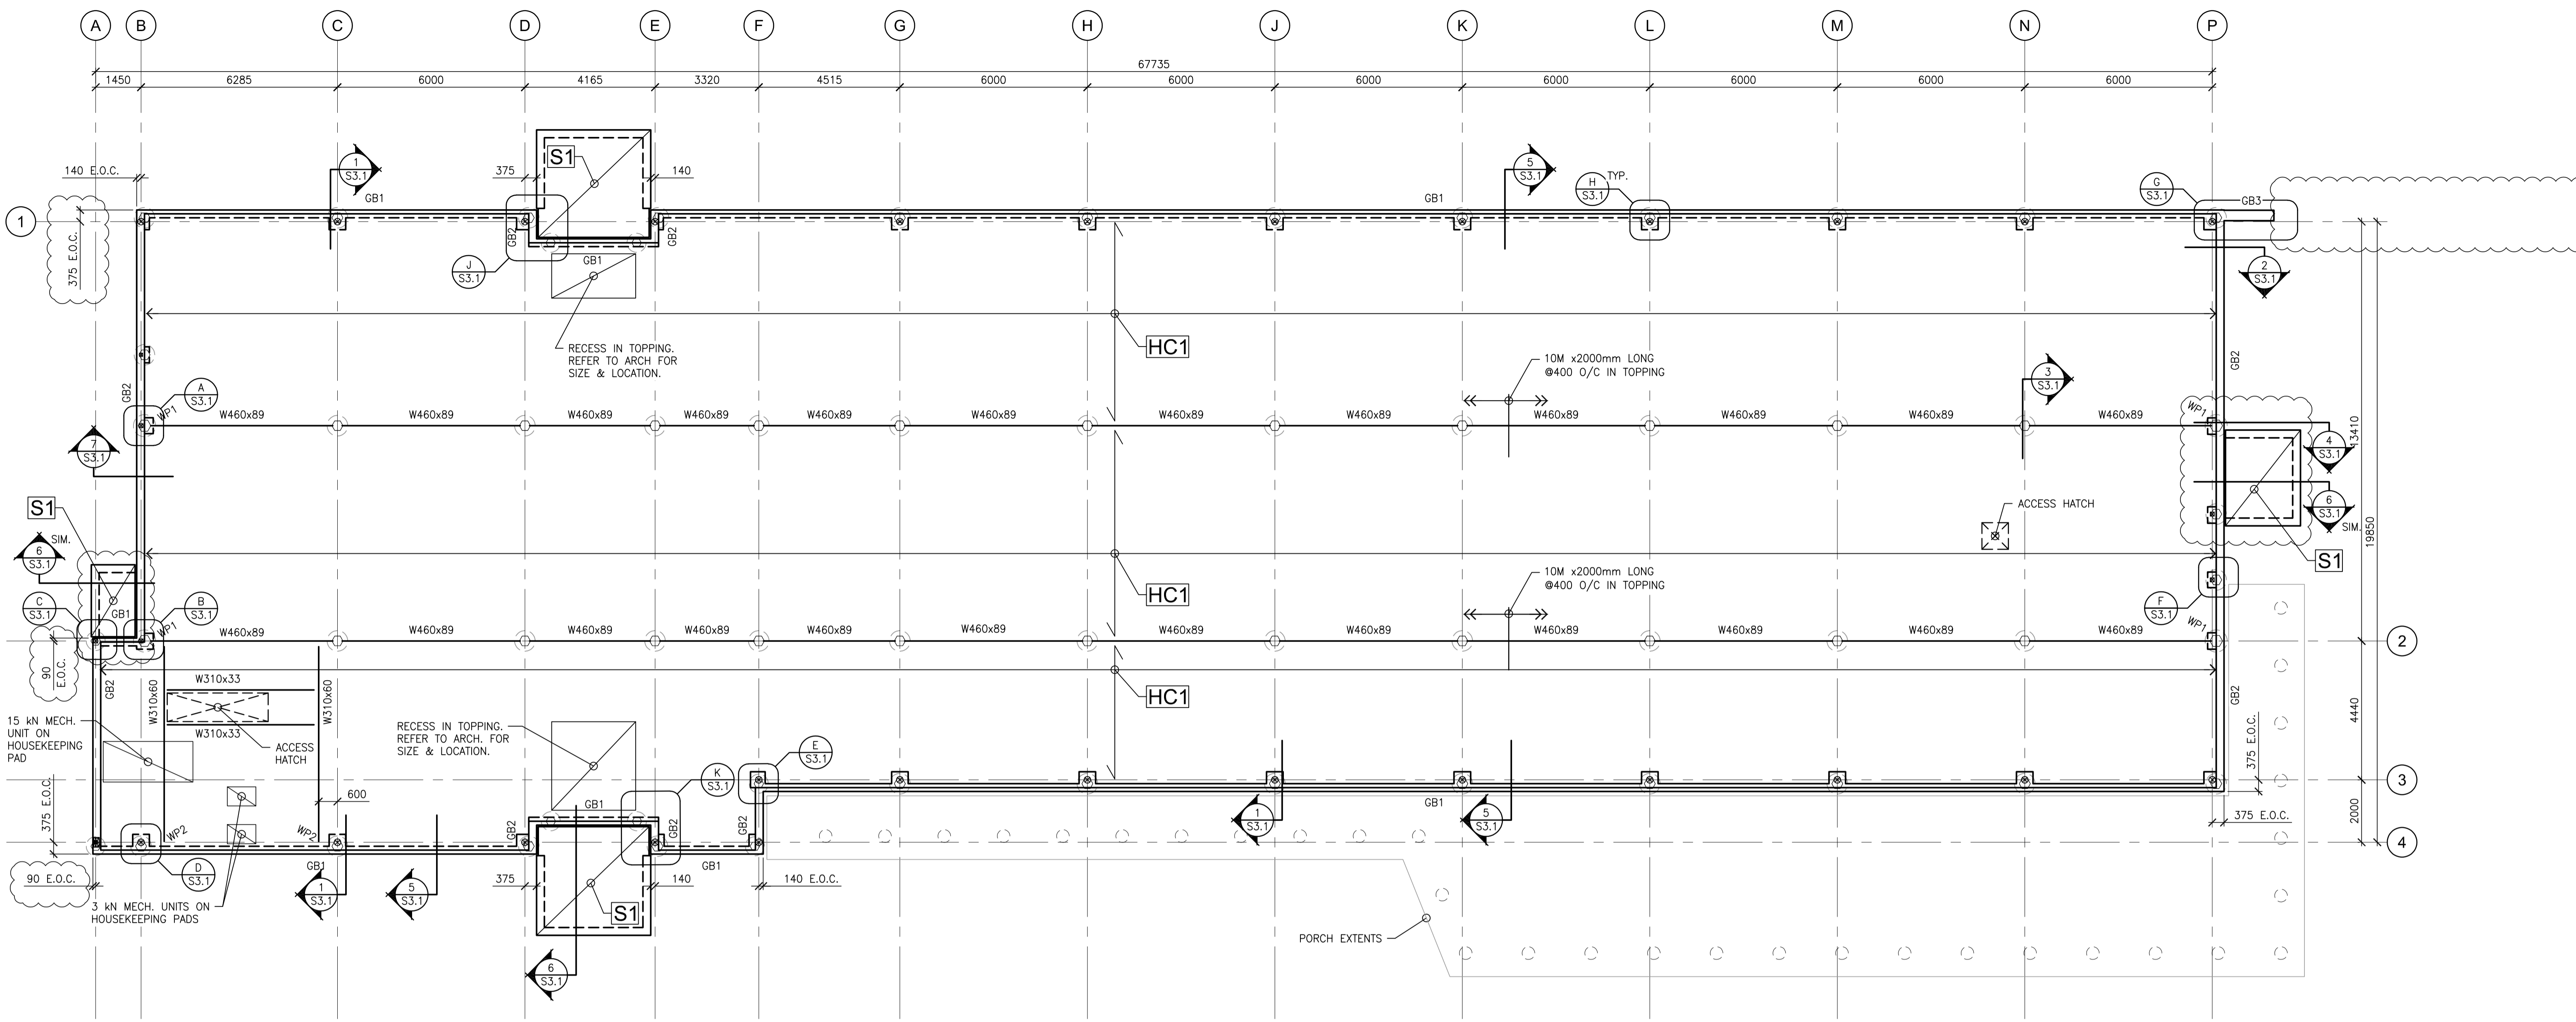 A B C D E F G H J K L M N P
67735
1450 6285 6000 4165 3320 4515 6000 6000 6000 6000 6000 6000 6000
140 E.O.C.
1
S3.1
GB1
375
S1
140
5
S3.1
GB1
H
S3.1
TYP.
G
S3.1
GB3
1
375 E.O.C.
GB2
GB2
J
S3.1
GB1
2
S3.1
RECESS IN TOPPING.
REFER TO ARCH FOR
SIZE & LOCATION.
HC1
10M x2000mm LONG
@400 O/C IN TOPPING
3
S3.1
GB2
GB2
A
S3.1
WP1
W460x89 W460x89 W460x89 W460x89 W460x89 W460x89 W460x89 W460x89 W460x89 W460x89 W460x89 W460x89
WP1
7
S3.1
4
S3.1
13410
S1
ACCESS HATCH
6
S3.1
SIM.
19850
6
S3.1
SIM.
S1
HC1
10M x2000mm LONG
@400 O/C IN TOPPING
C
S3.1
GB1
B
S3.1
F
S3.1
WP1
W460x89 W460x89 W460x89 W460x89 W460x89 W460x89 W460x89 W460x89 W460x89 W460x89 W460x89 W460x89
WP1
2
90
E.O.C.
GB2
W310x60
W310x33
W310x60
HC1
GB2
4440
15 kN MECH.
UNIT ON
HOUSEKEEPING
PAD
W310x33
ACCESS
HATCH
RECESS IN TOPPING.
REFER TO ARCH. FOR
SIZE & LOCATION.
E
S3.1
375 E.O.C.
K
S3.1
3
375 E.O.C.
600
GB1
1
S3.1
GB1
5
S3.1
375 E.O.C.
2000
WP2
WP2
GB2
GB2
GB2
4
D
S3.1
GB1
GB1
90 E.O.C.
1
S3.1
5
S3.1
375
140
140 E.O.C.
3 kN MECH. UNITS ON
HOUSEKEEPING PADS
S1
PORCH EXTENTS
6
S3.1